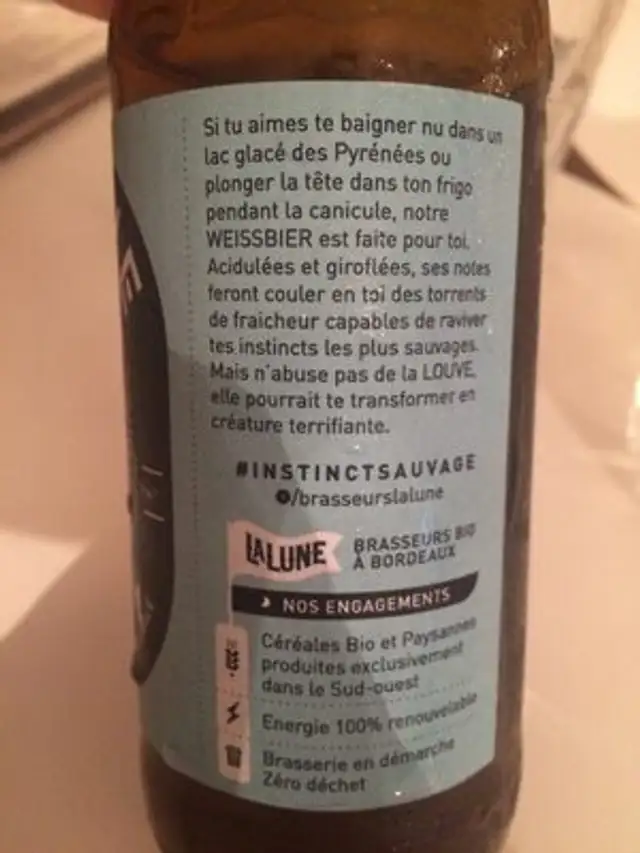 Si tu aimes te baigner nu dans un
lac glacé des Pyrénées ou
plonger la tête dans ton frigo
pendant la canicule, notre
WEISSBIER est faite pour toi.
Acidulées et giroflées, ses notes
feront couler en toi des torrents
de fraicheur capables de raviver
tes instincts les plus sauvages.
Mais n'abuse pas de la LOUVE,
elle pourrait te transformer en
créature terrifiante.
#INSTINCTSAUVAGE
/brasseurslalune
LALUNE
BRASSEURS BIO
À BORDEAUX
NOS ENGAGEMENTS
Céréales Bio et Paysannes
produites exclusivement
dans le Sud-ouest
Energie 100% renouvelable
Brasserie en démarche
Zéro déchet